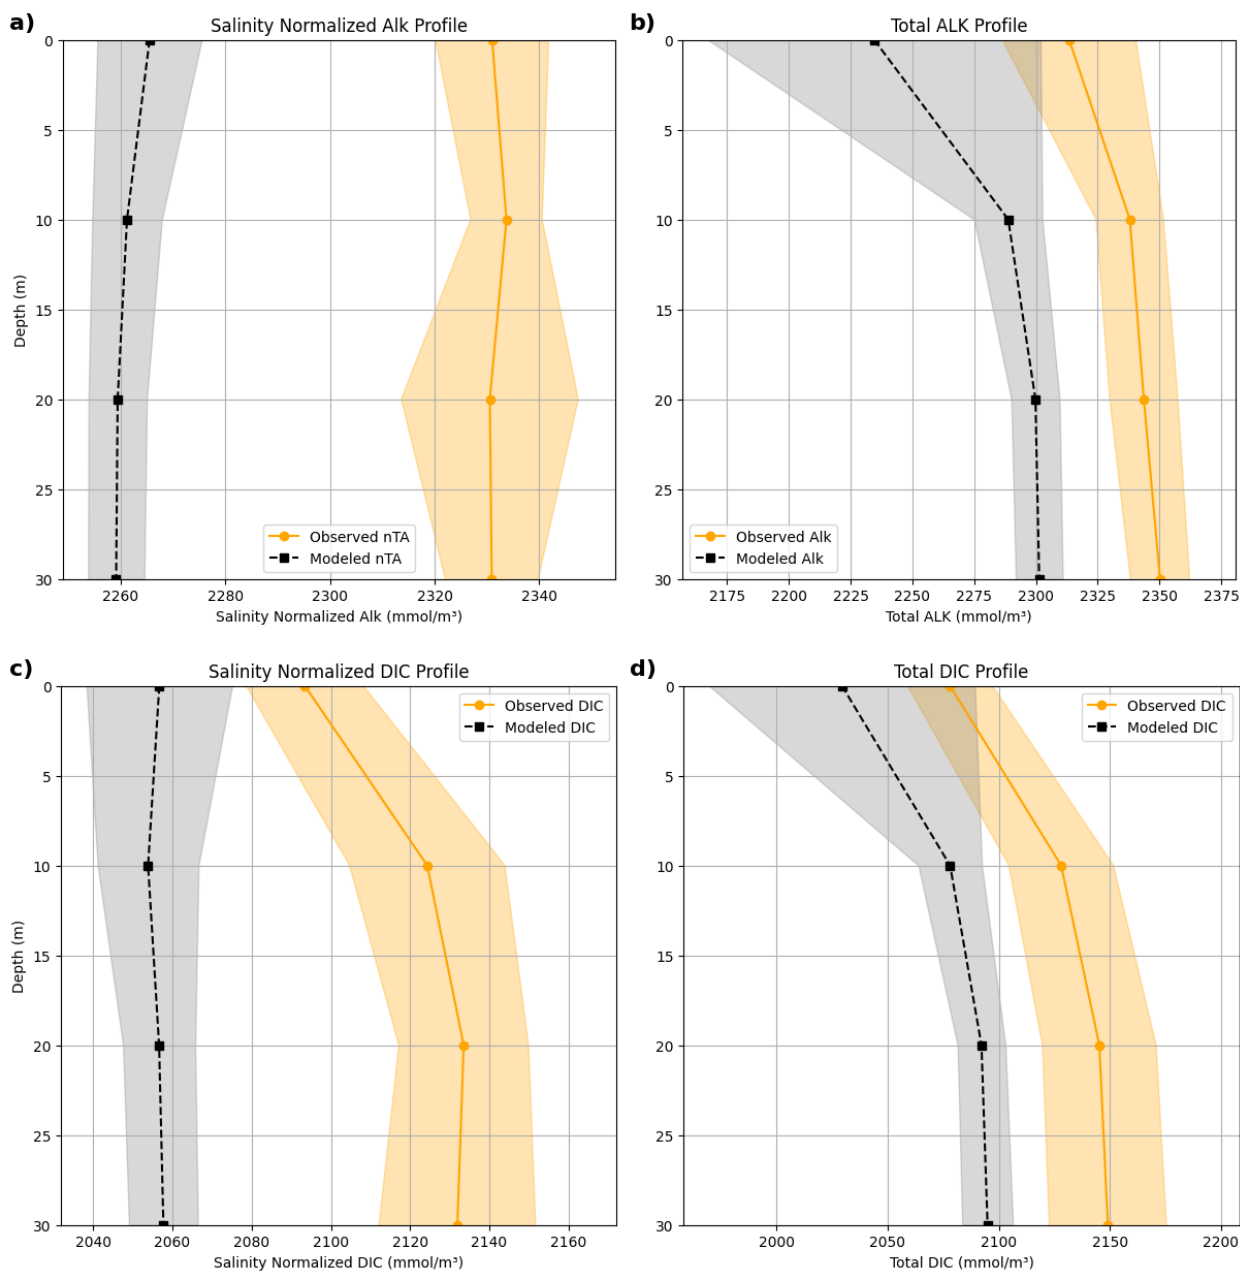 a)
Salinity Normalized Alk Profile
0
5
10
15
20
25
30
Depth (m)
2260
2280
2300
2320
2340
Salinity Normalized Alk (mmol/m³)
Observed nTA
Modeled nTA
b)
Total ALK Profile
0
5
10
15
20
25
30
2175
2200
2225
2250
2275
2300
2325
2350
2375
Total ALK (mmol/m³)
Observed Alk
Modeled Alk
c)
Salinity Normalized DIC Profile
0
5
10
15
20
25
30
Depth (m)
2040
2060
2080
2100
2120
2140
2160
Salinity Normalized DIC (mmol/m³)
Observed DIC
Modeled DIC
d)
Total DIC Profile
0
5
10
15
20
25
30
2000
2050
2100
2150
2200
Total DIC (mmol/m³)
Observed DIC
Modeled DIC